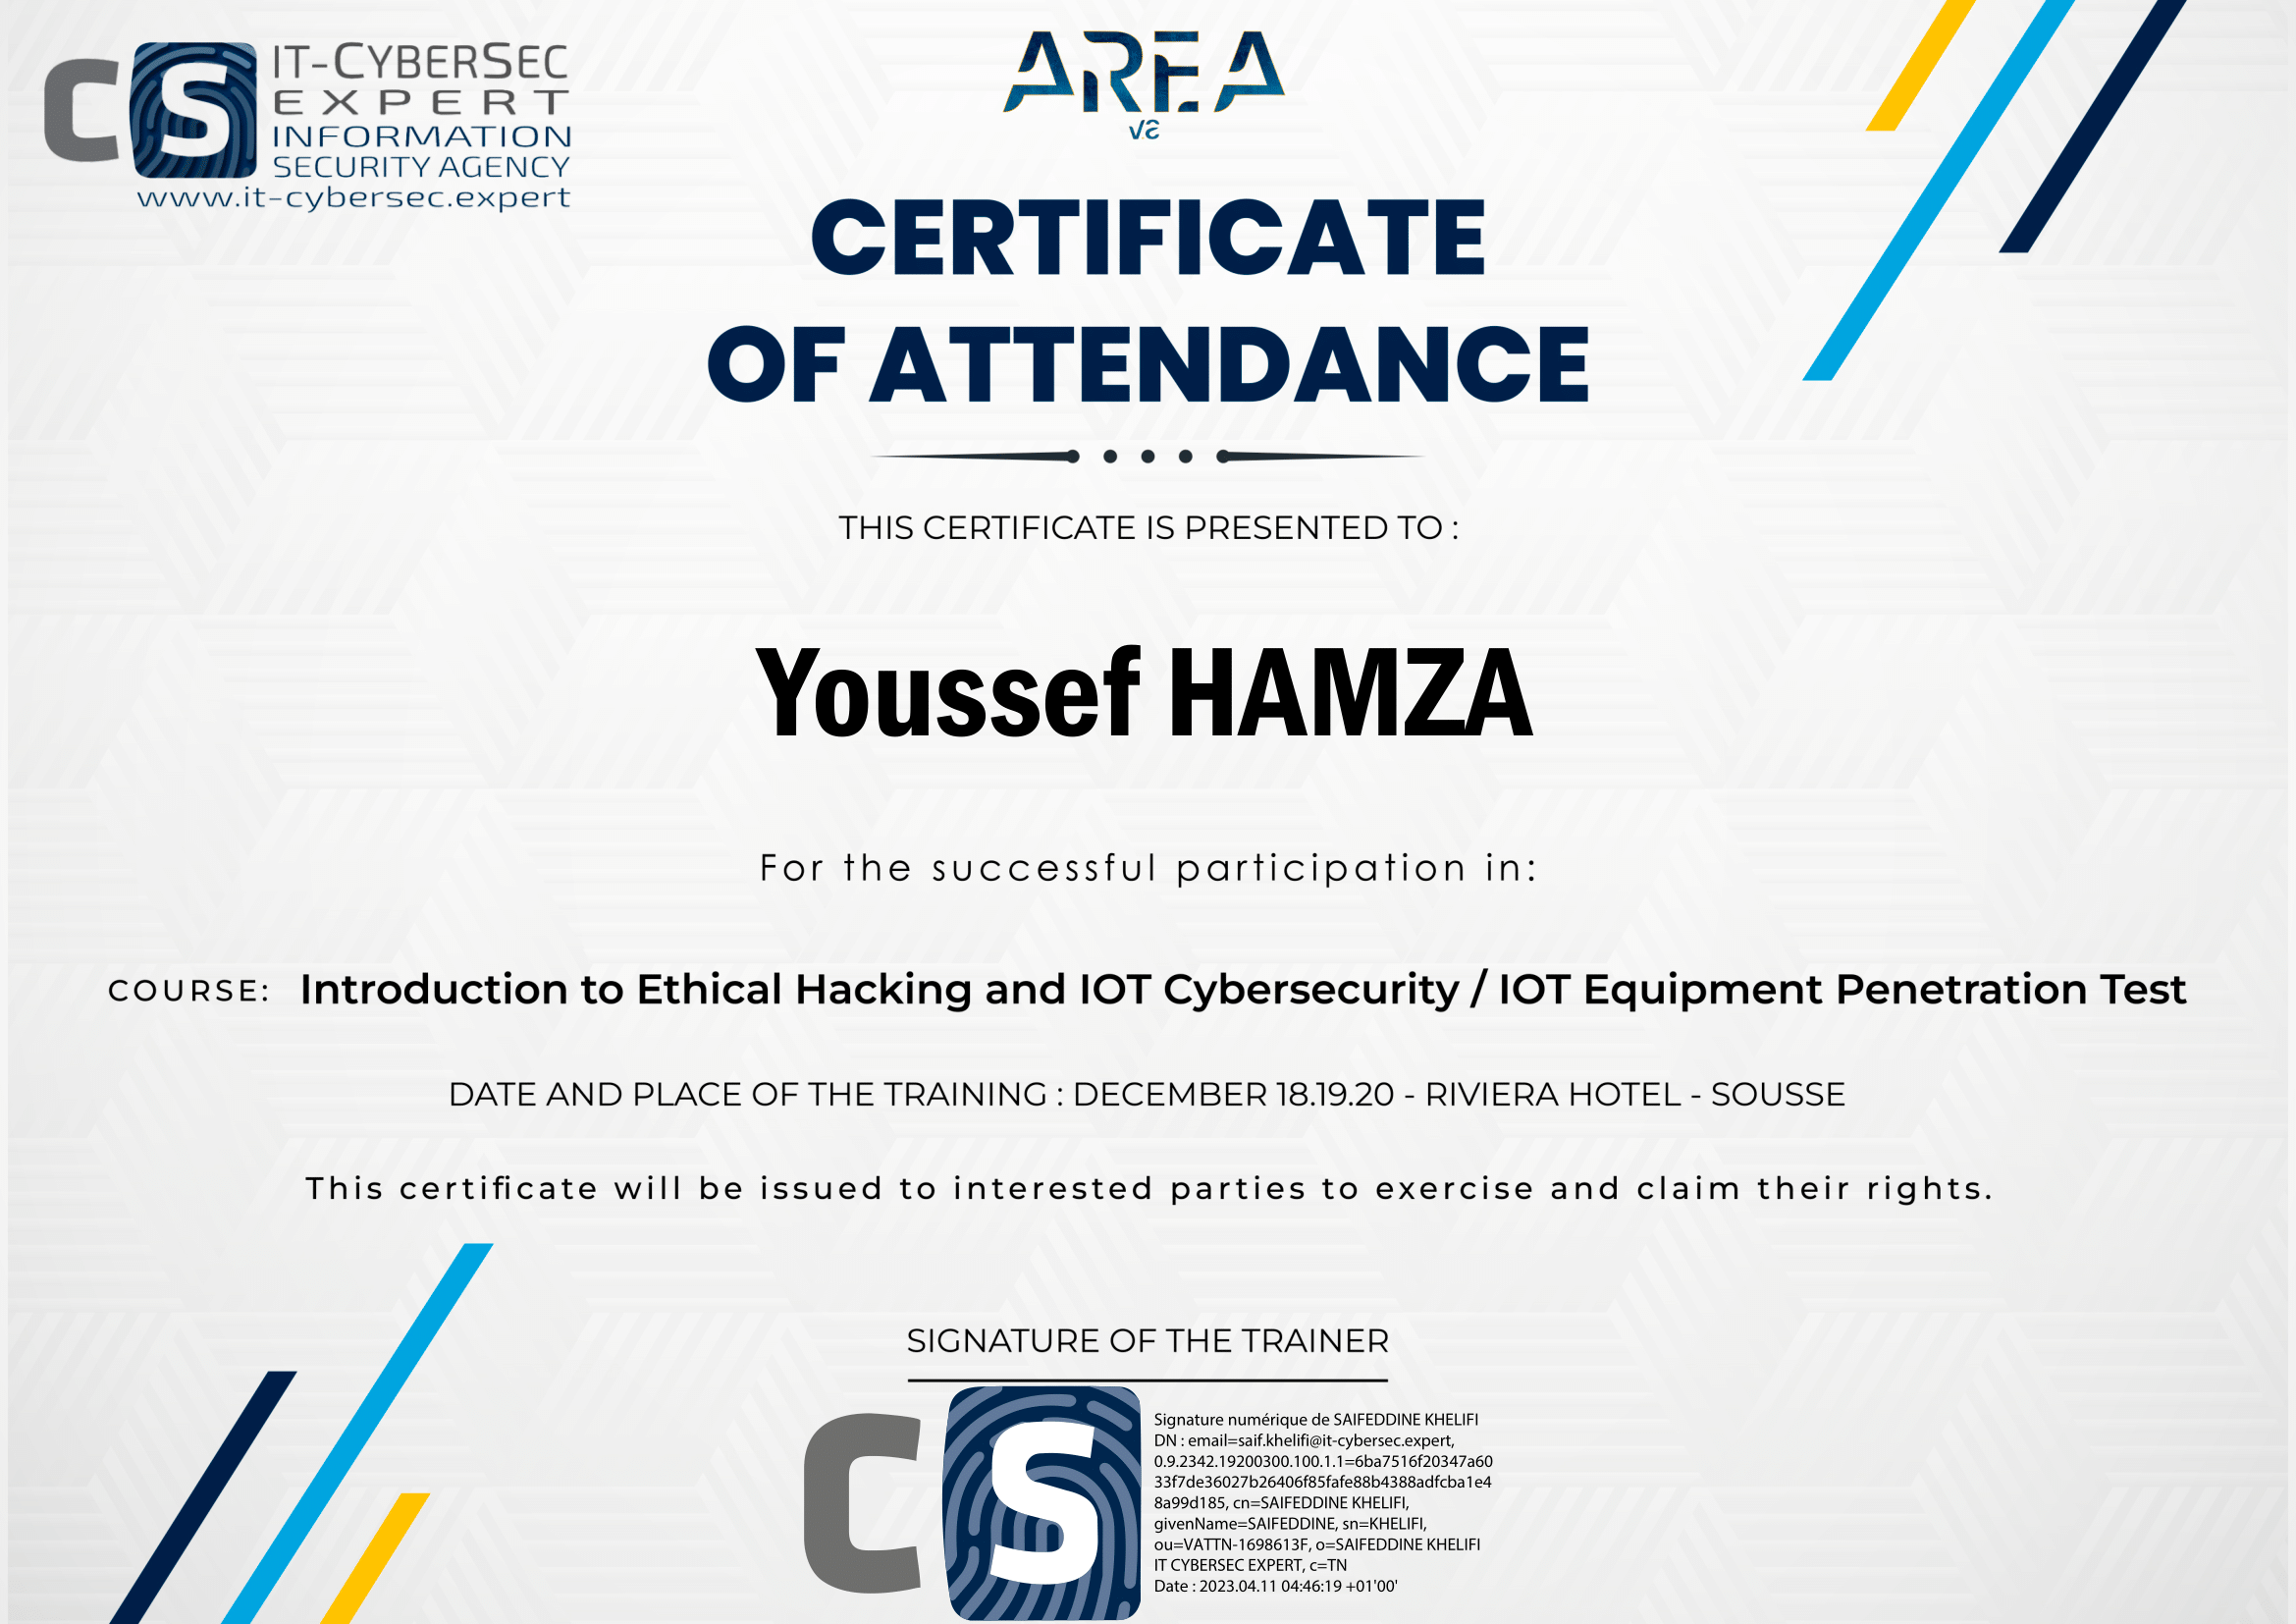 CS
IT-CYBERSEC
EXPERT
INFORMATION
SECURITY AGENCY
www.it-cybersec.expert
AREA
CERTIFICATE
OF ATTENDANCE
THIS CERTIFICATE IS PRESENTED TO :
Youssef HAMZA
For the successful participation in:
COURSE: Introduction to Ethical Hacking and IOT Cybersecurity / IOT Equipment Penetration Test
DATE AND PLACE OF THE TRAINING : DECEMBER 18.19.20 - RIVIERA HOTEL - SOUSSE
This certificate will be issued to interested parties to exercise and claim their rights.
SIGNATURE OF THE TRAINER
CS
Signature numérique de SAIFEDDINE KHELIFI
DN : email=saif.khelifi@it-cybersec.expert,
0.9.2342.19200300.100.1.1=6ba7516f20347a60
33f7de36027b26406f85fafe88b4388adfcba1e4
8a99d185, cn=SAIFEDDINE KHELIFI,
givenName=SAIFEDDINE, sn=KHELIFI,
ou=VATTN-1698613F, o=SAIFEDDINE KHELIFI
IT CYBERSEC EXPERT, c=TN
Date : 2023.04.11 04:46:19 +01'00'